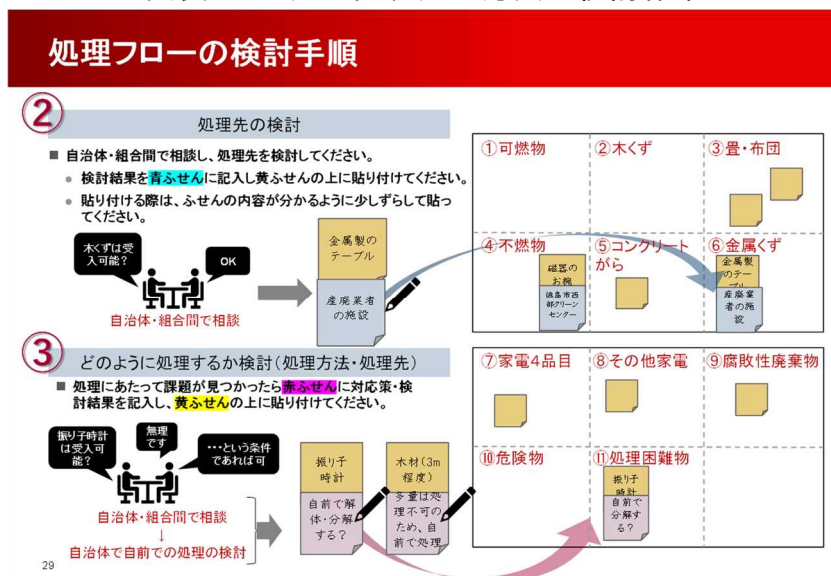 処理フローの検討手順
②
処理先の検討
■ 自治体・組合間で相談し、処理先を検討してください。
● 検討結果を青ふせんに記入し黄ふせんの上に貼り付けてください。
● 貼り付ける際は、ふせんの内容が分かるように少しずらして貼っ
てください。
木くずは受
入可能?
OK
自治体・組合間で相談
金属製の
テーブル
産廃業者
の施設
③
どのように処理するか検討(処理方法・処理先)
■ 処理にあたって課題が見つかったら赤ふせんに対応策・検
討結果を記入し、黄ふせんの上に貼り付けてください。
振り子時計
は受入可
能?
無理
です
・・・という条件
であれば可
自治体・組合間で相談
↓
自治体で自前での処理の検討
振り子
時計
自前で解
体・分解
する?
木材(3m
程度)
多量は処
理不可の
ため、自
前で処理
①可燃物
②木くず
③畳・布団
④不燃物
磁器の
お椀
徳島市西
部クリーン
センター
⑤コンクリート
がら
⑥金属くず
金属製
のテー
ブル
産廃業
者の施
設
⑦家電4品目
⑧その他家電
⑨腐敗性廃棄物
⑩危険物
⑪処理困難物
振り子
時計
自前で
分解す
る?
29